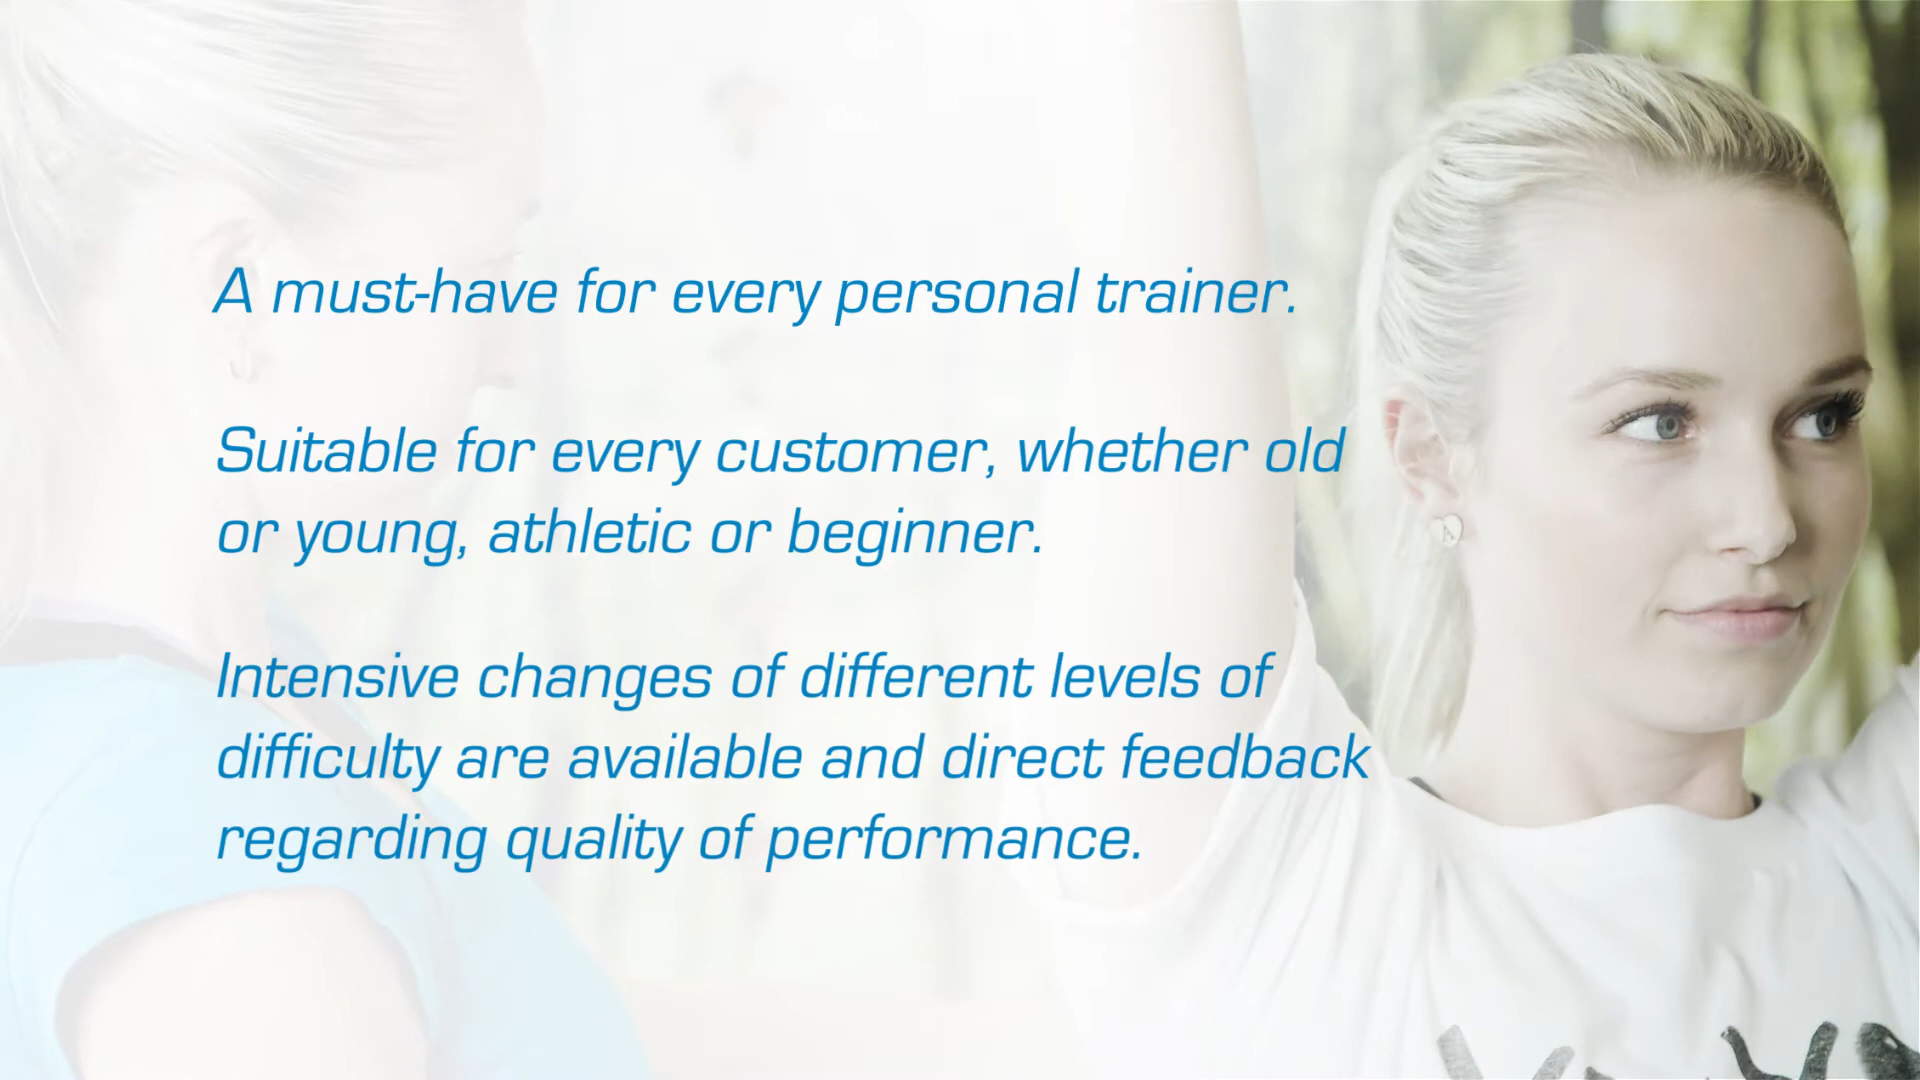 A must-have for every personal trainer.
Suitable for every customer, whether old
or young, athletic or beginner.
Intensive changes of different levels of
difficulty are available and direct feedback
regarding quality of performance.